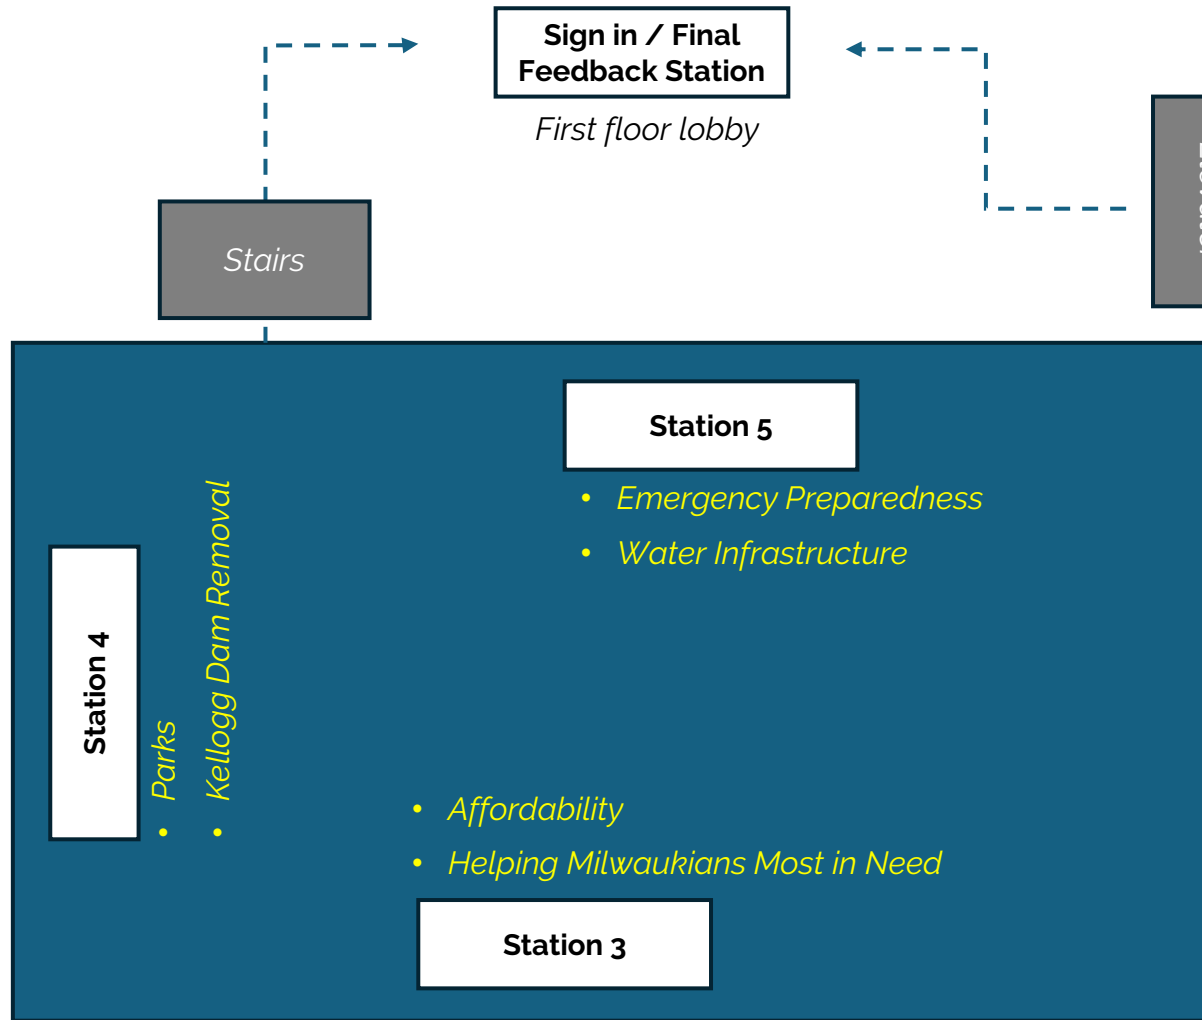 Sign in / Final
Feedback Station
First floor lobby
Stairs
Station 5
• Emergency Preparedness
• Water Infrastructure
Station 4
• Parks
• Kellogg Dam Removal
• Affordability
• Helping Milwaukians Most in Need
Station 3